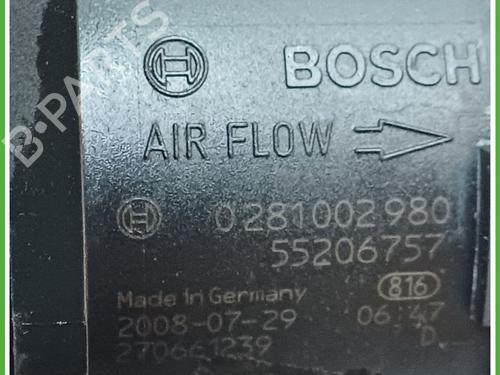 BOSCH
AIR FLOW
0 281 002 980
55206757
Made in Germany 816
2008-07-29 06:47
270661239 D
B-PARTS